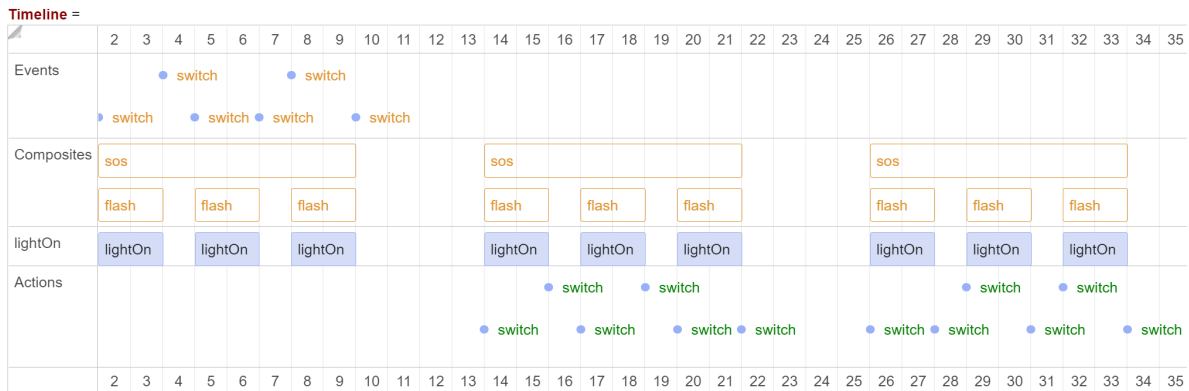 Timeline =
2 3 4 5 6 7 8 9 10 11 12 13 14 15 16 17 18 19 20 21 22 23 24 25 26 27 28 29 30 31 32 33 34 35
Events
switch switch
switch switch switch switch
Composites
sos sos sos
flash flash flash flash flash flash flash flash flash
lightOn
lightOn lightOn lightOn lightOn lightOn lightOn lightOn lightOn lightOn
Actions
switch switch switch switch
switch switch switch switch switch switch switch switch
2 3 4 5 6 7 8 9 10 11 12 13 14 15 16 17 18 19 20 21 22 23 24 25 26 27 28 29 30 31 32 33 34 35